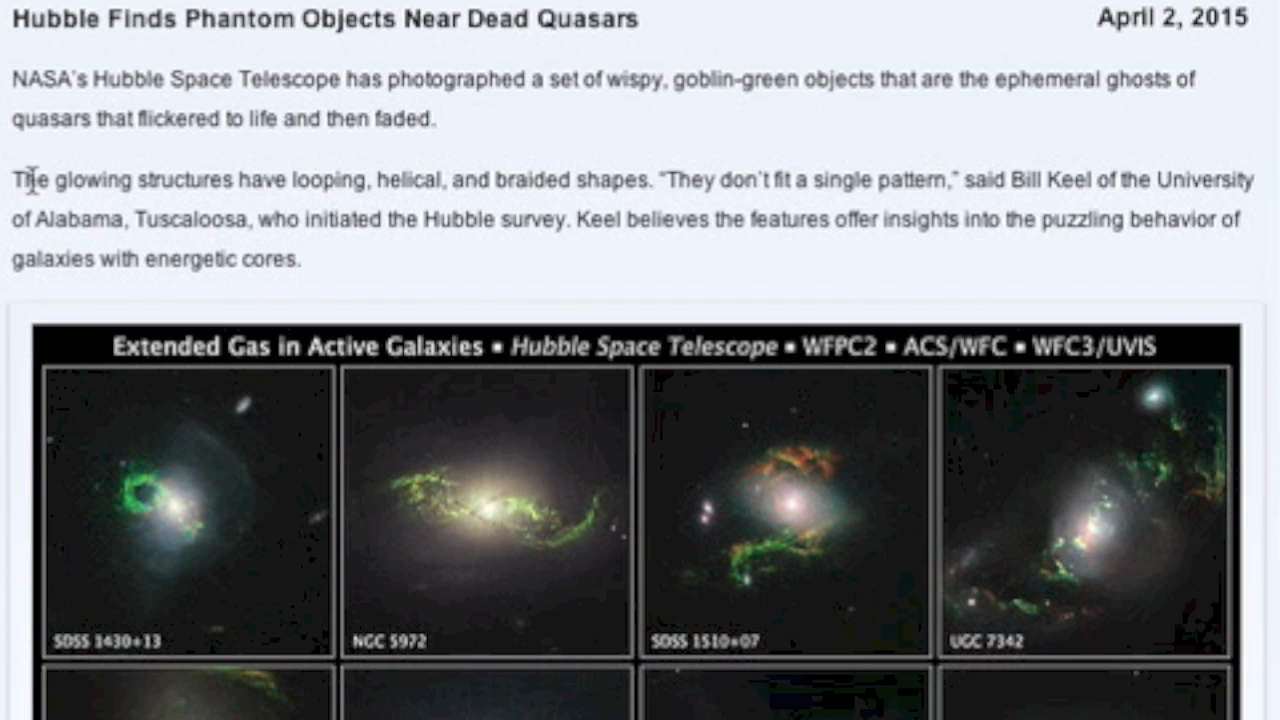 Hubble Finds Phantom Objects Near Dead Quasars
April 2, 2015
NASA's Hubble Space Telescope has photographed a set of wispy, goblin-green objects that are the ephemeral ghosts of
quasars that flickered to life and then faded.
The glowing structures have looping, helical, and braided shapes. “They don't fit a single pattern,” said Bill Keel of the University
of Alabama, Tuscaloosa, who initiated the Hubble survey. Keel believes the features offer insights into the puzzling behavior of
galaxies with energetic cores.
Extended Gas in Active Galaxies ▪ Hubble Space Telescope ▪ WFPC2 ▪ ACS/WFC ▪ WFC3/UVIS
SDSS 1430+13
NGC 5972
SDSS 1510+07
UGC 7342